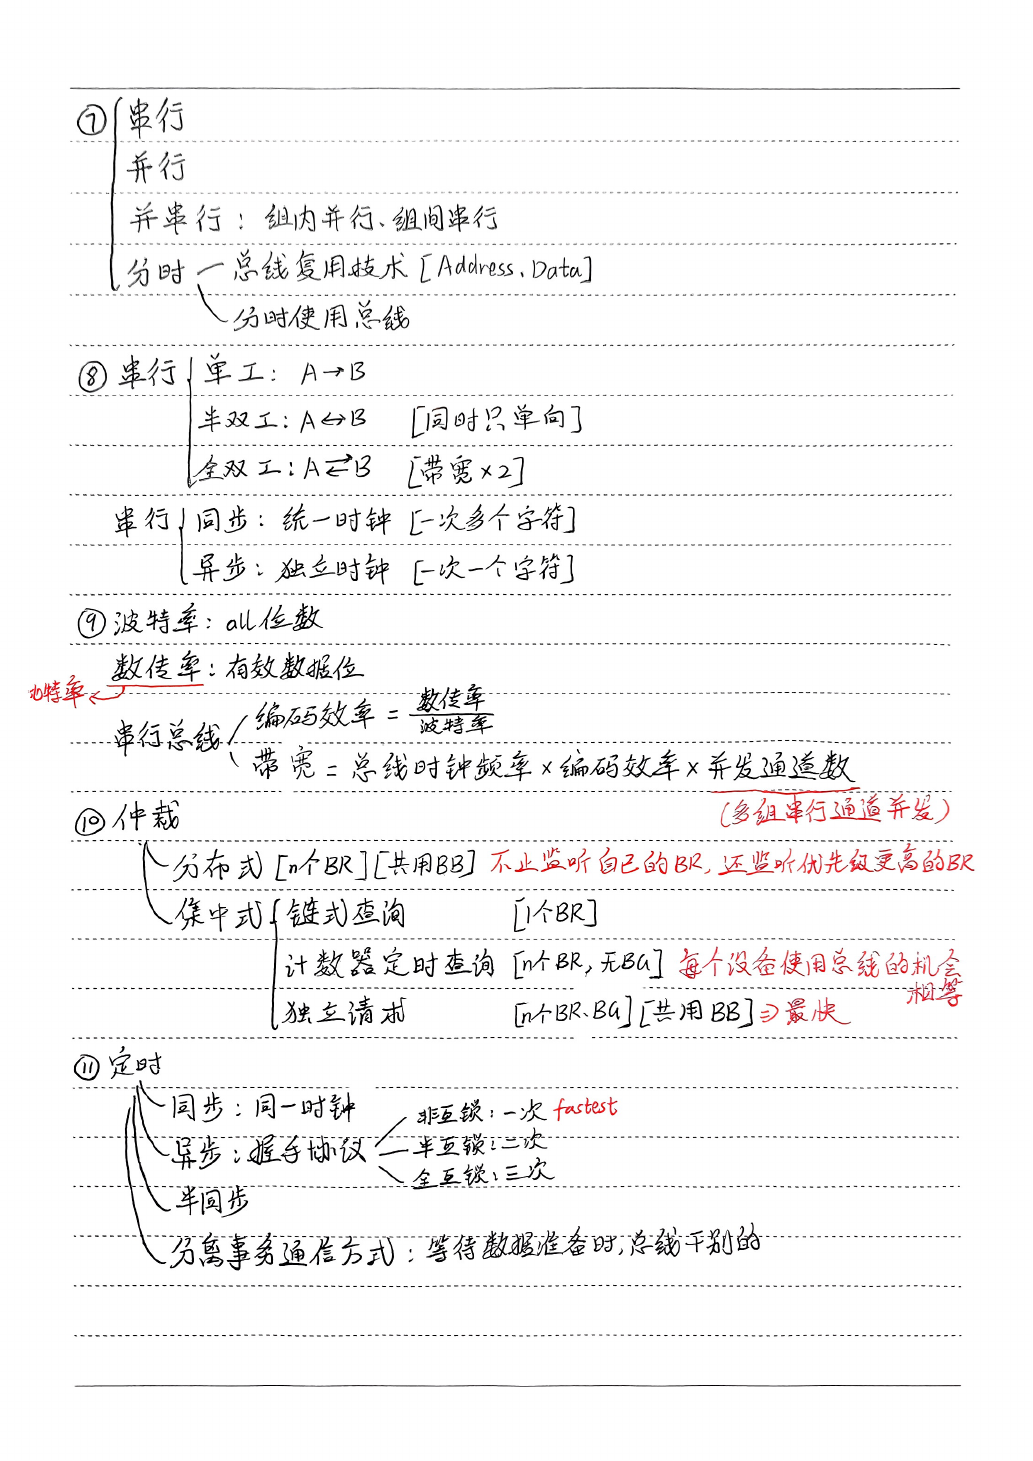 ⑦ 串行
并行
并串行：组内并行、组间串行
分时 — 总线复用技术 [Address、Data]
分时使用总线
⑧ 串行 单工：A→B
半双工：A↔B [同时只单向]
全双工：A⇄B [带宽×2]
串行 同步：统一时钟 [一次多个字符]
异步：独立时钟 [一次一个字符]
⑨ 波特率：all位数
数传率：有效数据位
比特率
串行总线 编码效率 = 数传率/波特率
带宽 = 总线时钟频率 × 编码效率 × 并发通道数
(多组串行通道并发)
⑩ 仲裁
分布式 [n个BR] [共用BB] 不止监听自己的BR，还监听优先级更高的BR
集中式 链式查询 [1个BR]
计数器定时查询 [n个BR，无BG] 每个设备使用总线的机会
相等
独立请求 [n个BR、BG] [共用BB] ⇒ 最快
⑪ 定时
同步：同一时钟
非互锁：一次 fastest
异步：握手协议 半互锁：二次
全互锁：三次
半同步
分离事务通信方式：等待数据准备时，总线干别的